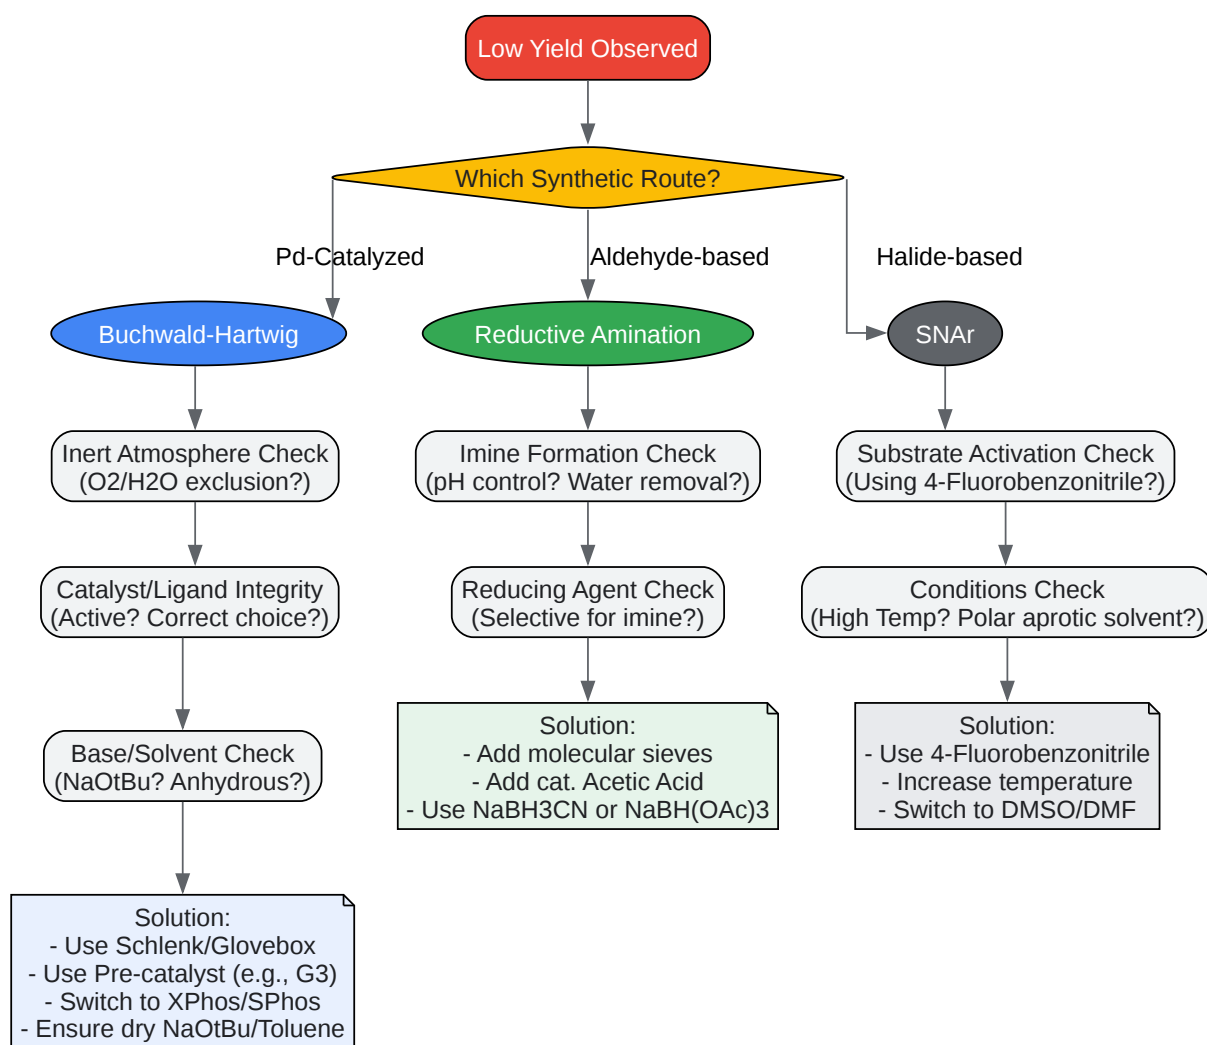 Low Yield Observed
Which Synthetic Route?
Pd-Catalyzed
Aldehyde-based
Halide-based
Buchwald-Hartwig
Reductive Amination
SNAr
Inert Atmosphere Check
(O2/H2O exclusion?)
Imine Formation Check
(pH control? Water removal?)
Substrate Activation Check
(Using 4-Fluorobenzonitrile?)
Catalyst/Ligand Integrity
(Active? Correct choice?)
Reducing Agent Check
(Selective for imine?)
Conditions Check
(High Temp? Polar aprotic solvent?)
Base/Solvent Check
(NaOtBu? Anhydrous?)
Solution:
- Add molecular sieves
- Add cat. Acetic Acid
- Use NaBH3CN or NaBH(OAc)3
Solution:
- Use 4-Fluorobenzonitrile
- Increase temperature
- Switch to DMSO/DMF
Solution:
- Use Schlenk/Glovebox
- Use Pre-catalyst (e.g., G3)
- Switch to XPhos/SPhos
- Ensure dry NaOtBu/Toluene